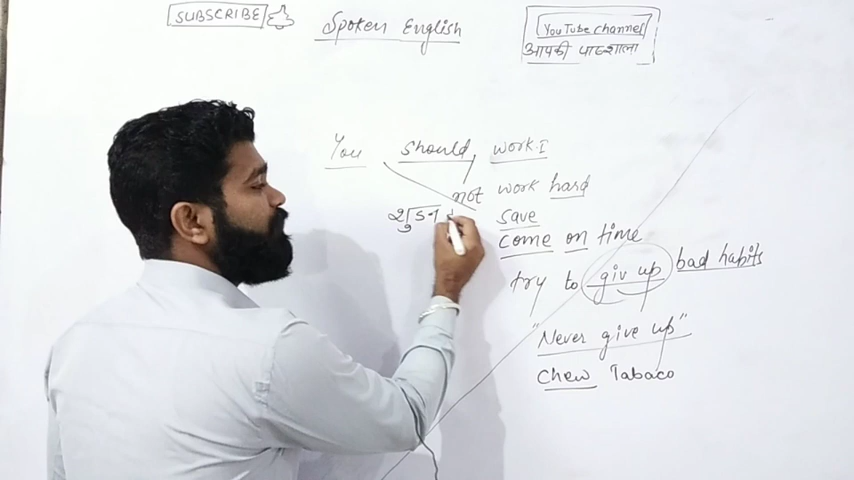 SUBSCRIBE
Spoken English
YouTube channel
आपकी पाठशाला
You should work.I
not work hard
save
come on time
try to giv up bad habits
"Never give up"
Chew Tabaco